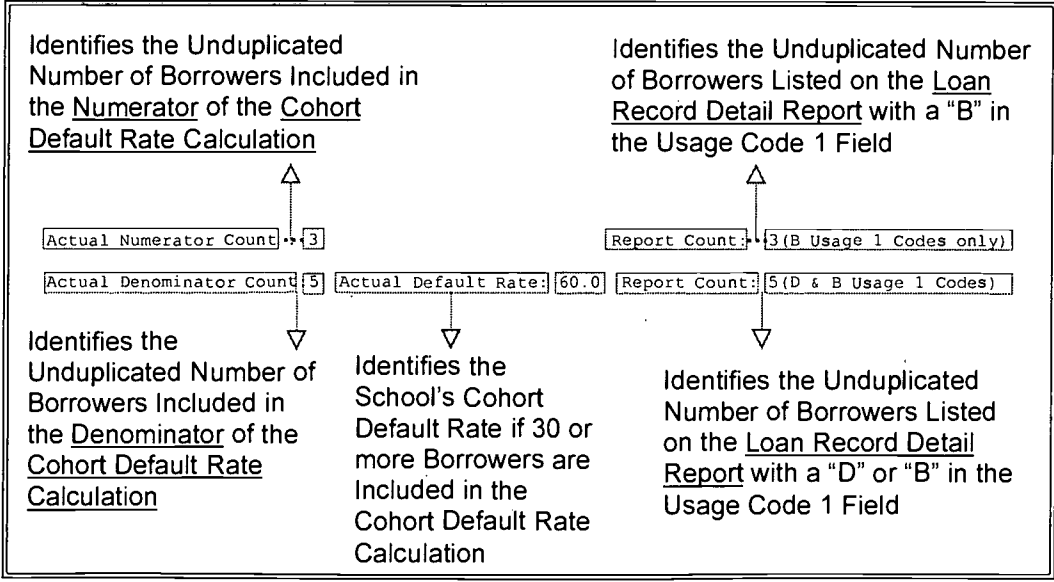 Identifies the Unduplicated
Number of Borrowers Included in
the Numerator of the Cohort
Default Rate Calculation
Identifies the Unduplicated Number
of Borrowers Listed on the Loan
Record Detail Report with a “B” in
the Usage Code 1 Field
Actual Numerator Count 3 Report Count: 3(B Usage 1 Codes only)
Actual Denominator Count 5 Actual Default Rate: 60.0 Report Count: 5(D & B Usage 1 Codes)
Identifies the
Unduplicated Number of
Borrowers Included in
the Denominator of the
Cohort Default Rate
Calculation
Identifies the
School's Cohort
Default Rate if 30 or
more Borrowers are
Included in the
Cohort Default Rate
Calculation
Identifies the Unduplicated
Number of Borrowers Listed
on the Loan Record Detail
Report with a “D” or “B” in the
Usage Code 1 Field